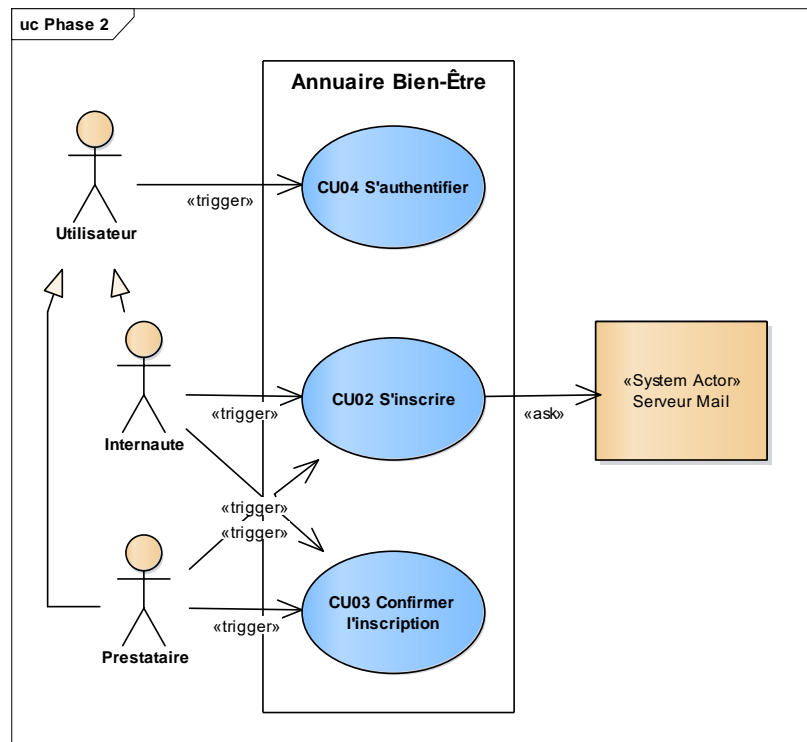 uc Phase 2
Annuaire Bien-Être
CU04 S'authentifier
«trigger»
Utilisateur
«System Actor»
Serveur Mail
CU02 S'inscrire
«trigger»
«ask»
Internaute
«trigger»
«trigger»
CU03 Confirmer
l'inscription
«trigger»
Prestataire